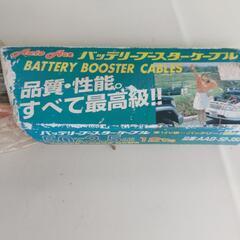 Auto Ace
バッテリーブースターケーブル
BATTERY BOOSTER CABLES
品質・性能。
すべて最高級!!
バッテリーブースターケーブル